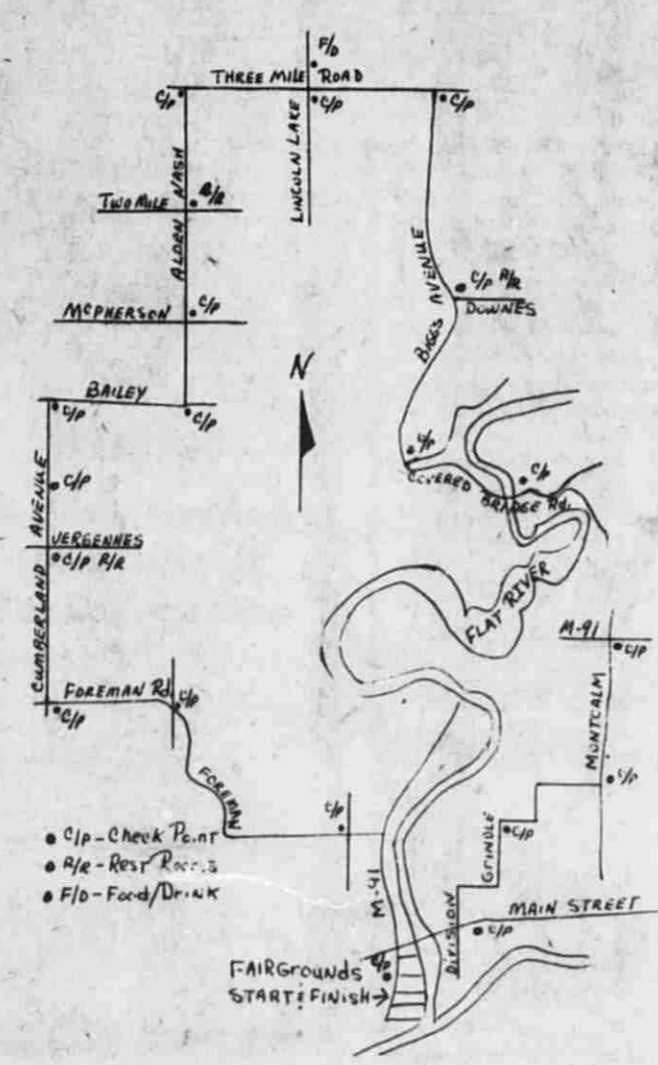 F/D
THREE MILE ROAD
C/P
C/P
C/P
LINCOLN LAKE
ALDEN NASH
TWO MILE
R/R
C/P R/R
DOWNES
BIGGS AVENUE
MCPHERSON
C/P
N
BAILEY
C/P
C/P
C/P
COVERED BRIDGE Rd.
C/P
CUMBERLAND AVENUE
C/P
VERGENNES
C/P R/R
FLAT RIVER
M-91
C/P
FOREMAN Rd.
C/P
C/P
MONTCALM
FOREMAN
C/P
C/P
GRINDLE
C/P
C/P - Check Point
R/R - Rest Rooms
F/D - Food/Drink
M-91
MAIN STREET
DIVISION
C/P
C/P
FAIRGrounds
START & FINISH